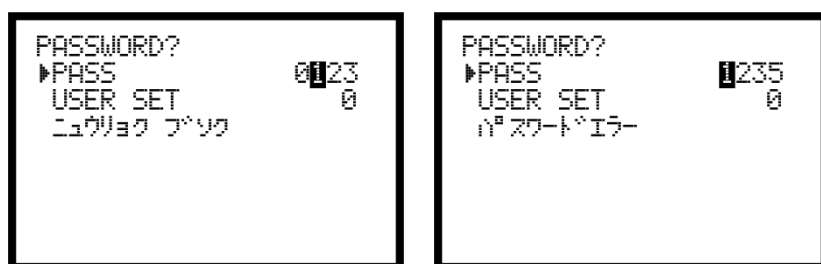 PASSWORD?
▶PASS 0123
USER SET 0
ニュウリョク ブソク
PASSWORD?
▶PASS 1235
USER SET 0
パスワードエラー